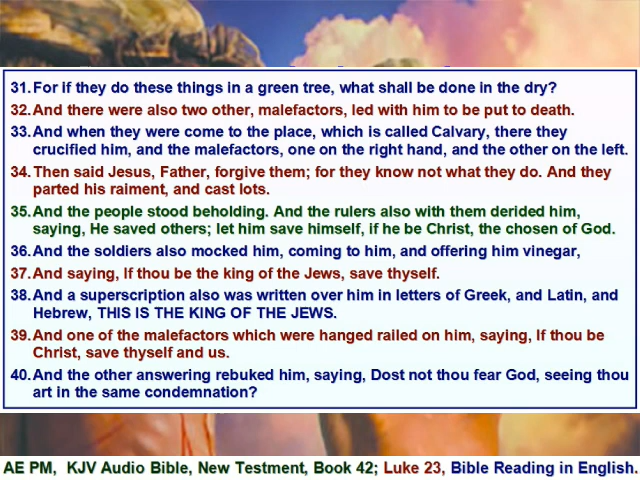 31. For if they do these things in a green tree, what shall be done in the dry?
32. And there were also two other, malefactors, led with him to be put to death.
33. And when they were come to the place, which is called Calvary, there they
crucified him, and the malefactors, one on the right hand, and the other on the left.
34. Then said Jesus, Father, forgive them; for they know not what they do. And they
parted his raiment, and cast lots.
35. And the people stood beholding. And the rulers also with them derided him,
saying, He saved others; let him save himself, if he be Christ, the chosen of God.
36. And the soldiers also mocked him, coming to him, and offering him vinegar,
37. And saying, If thou be the king of the Jews, save thyself.
38. And a superscription also was written over him in letters of Greek, and Latin, and
Hebrew, THIS IS THE KING OF THE JEWS.
39. And one of the malefactors which were hanged railed on him, saying, If thou be
Christ, save thyself and us.
40. And the other answering rebuked him, saying, Dost not thou fear God, seeing thou
art in the same condemnation?
AE PM, KJV Audio Bible, New Testment, Book 42; Luke 23, Bible Reading in English.